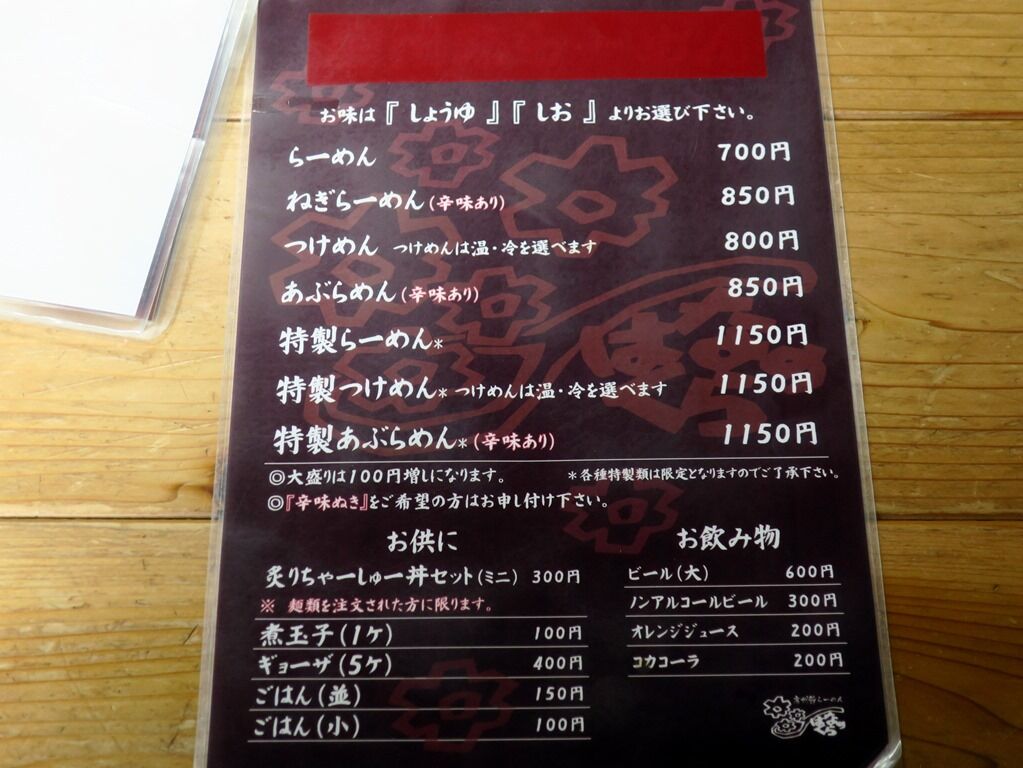 お味は『しょうゆ』『しお』よりお選び下さい。
らーめん 700円
ねぎらーめん(辛味あり) 850円
つけめん つけめんは温・冷を選べます 800円
あぶらめん(辛味あり) 850円
特製らーめん* 1150円
特製つけめん* つけめんは温・冷を選べます 1150円
特製あぶらめん*(辛味あり) 1150円
◎大盛りは100円増しになります。 *各種特製類は限定となりますのでご了承下さい。
◎『辛味ぬき』をご希望の方はお申し付け下さい。
お供に
炙りちゃーしゅー丼セット(ミニ) 300円
※ 麺類を注文された方に限ります。
煮玉子(1ケ) 100円
ギョーザ(5ケ) 400円
ごはん(並) 150円
ごはん(小) 100円
お飲み物
ビール(大) 600円
ノンアルコールビール 300円
オレンジジュース 200円
コカコーラ 200円